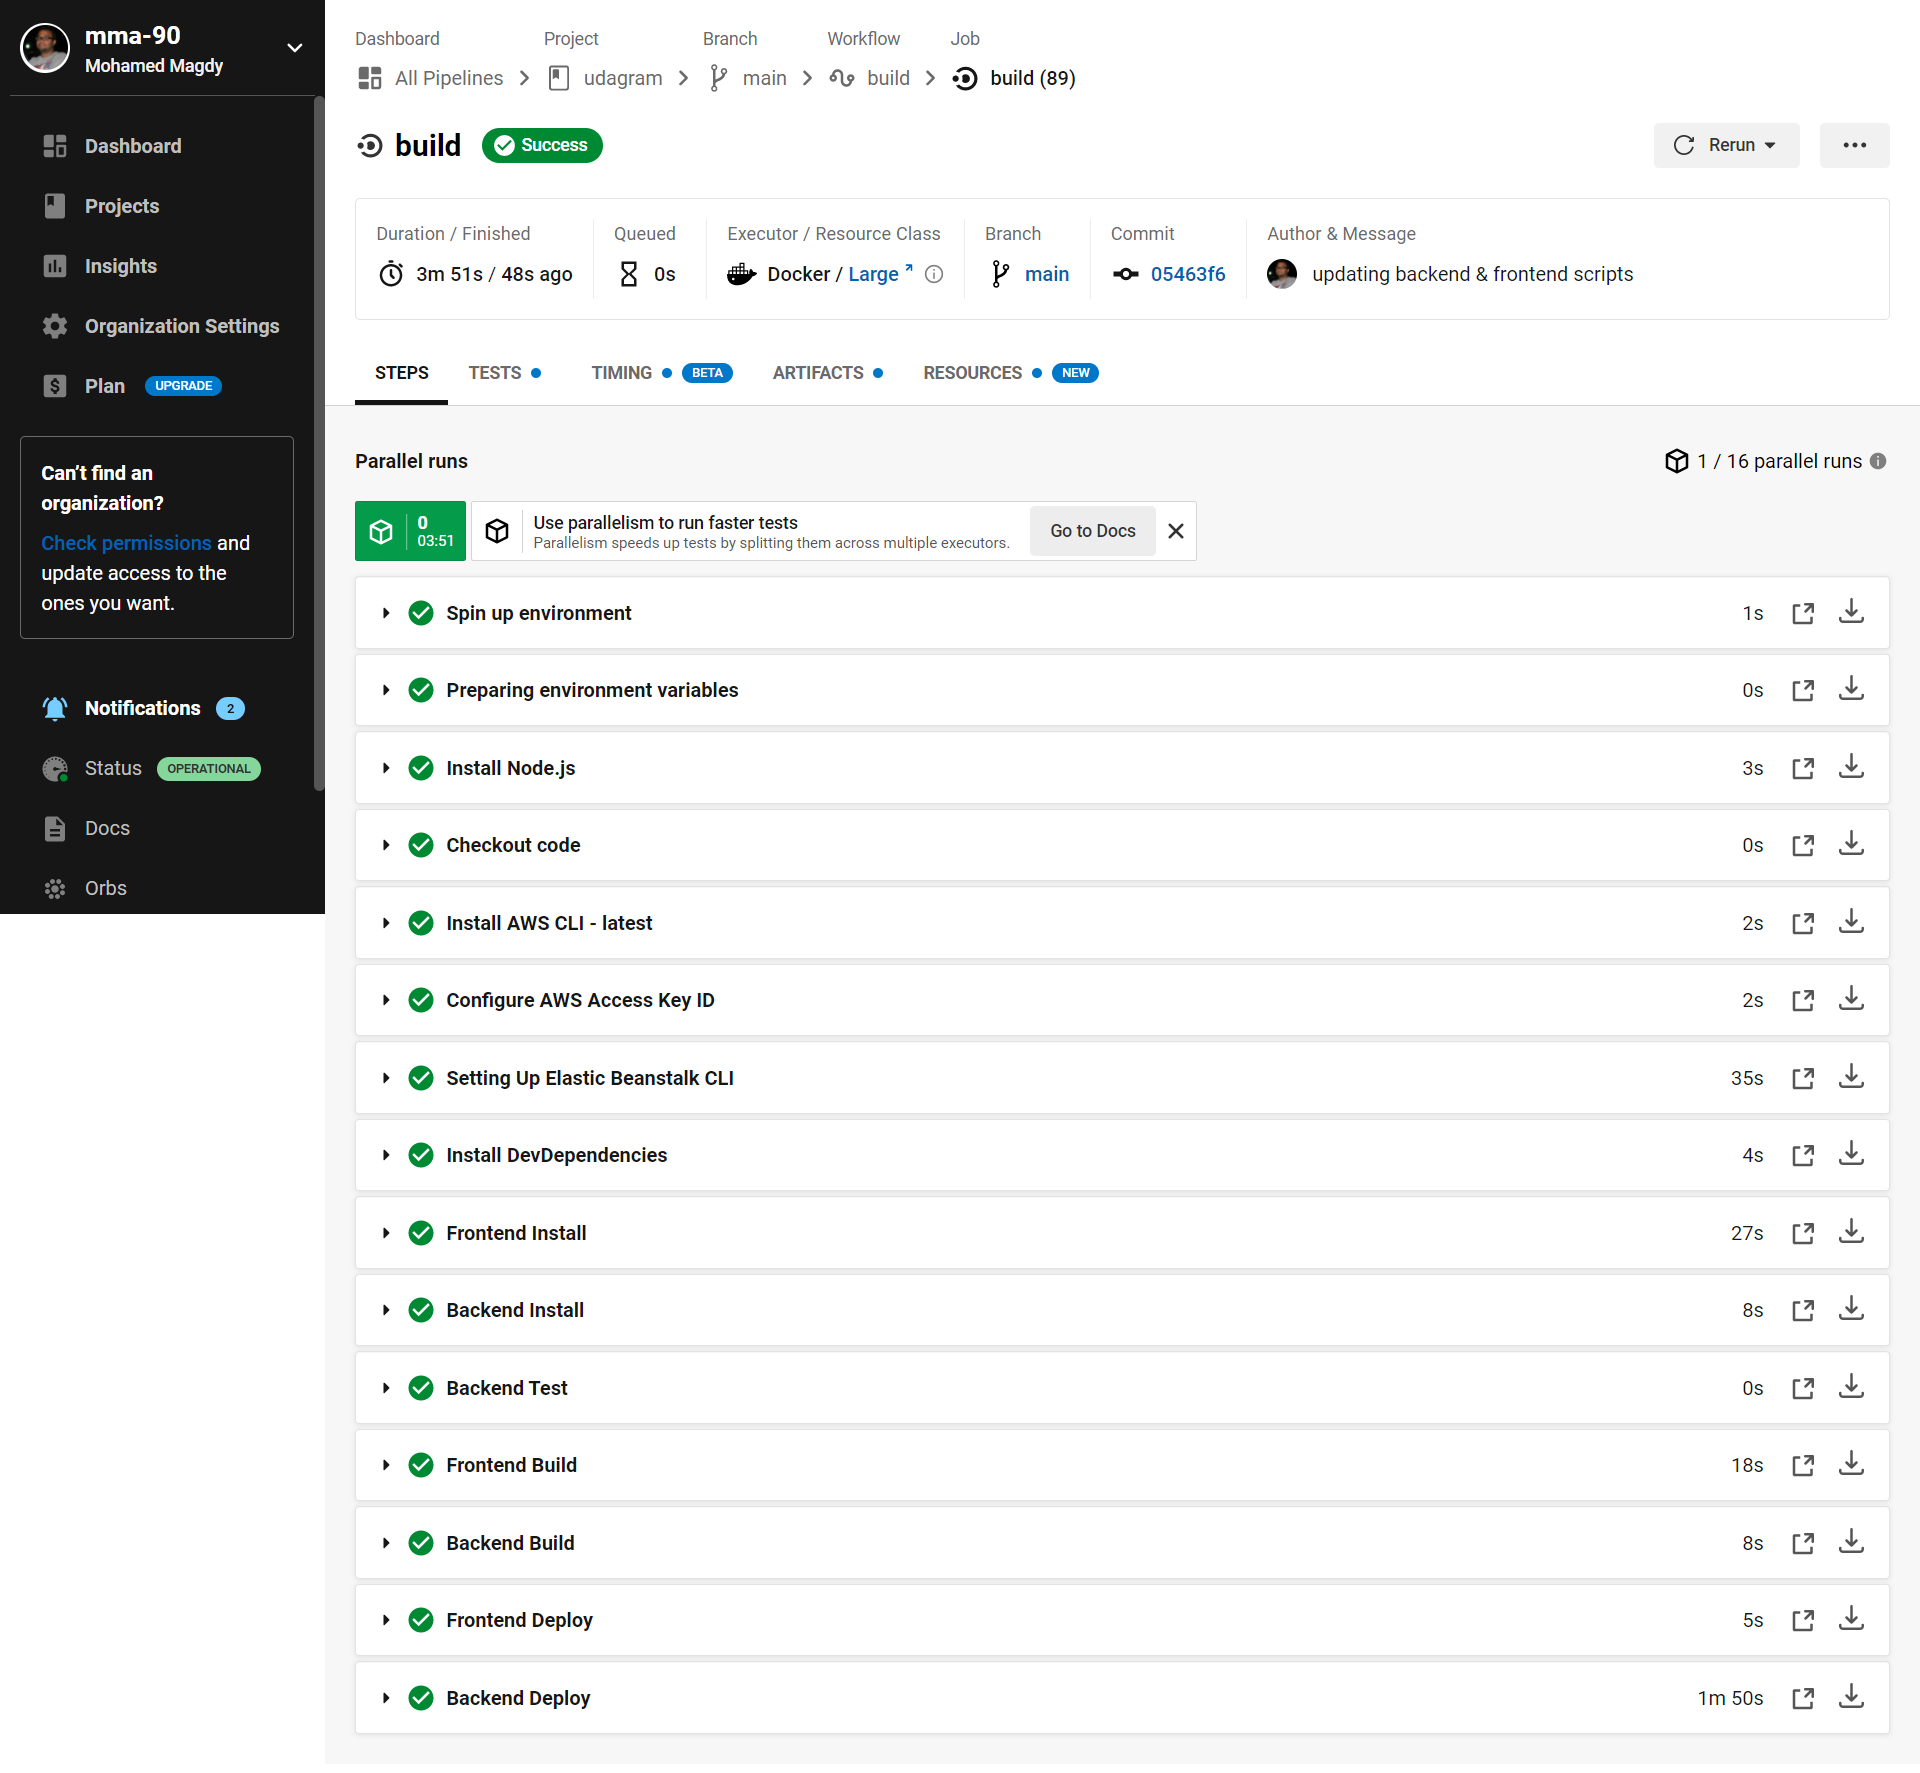 mma-90
Mohamed Magdy
Dashboard
Projects
Insights
Organization Settings
Plan UPGRADE
Can't find an
organization?
Check permissions and
update access to the
ones you want.
Notifications 2
Status OPERATIONAL
Docs
Orbs
Dashboard Project Branch Workflow Job
All Pipelines udagram main build build (89)
build Success
Rerun
Duration / Finished Queued Executor / Resource Class Branch Commit Author & Message
3m 51s / 48s ago 0s Docker / Large main 05463f6 updating backend & frontend scripts
STEPS TESTS TIMING BETA ARTIFACTS RESOURCES NEW
Parallel runs 1 / 16 parallel runs
0
03:51
Use parallelism to run faster tests
Parallelism speeds up tests by splitting them across multiple executors.
Go to Docs
Spin up environment 1s
Preparing environment variables 0s
Install Node.js 3s
Checkout code 0s
Install AWS CLI - latest 2s
Configure AWS Access Key ID 2s
Setting Up Elastic Beanstalk CLI 35s
Install DevDependencies 4s
Frontend Install 27s
Backend Install 8s
Backend Test 0s
Frontend Build 18s
Backend Build 8s
Frontend Deploy 5s
Backend Deploy 1m 50s